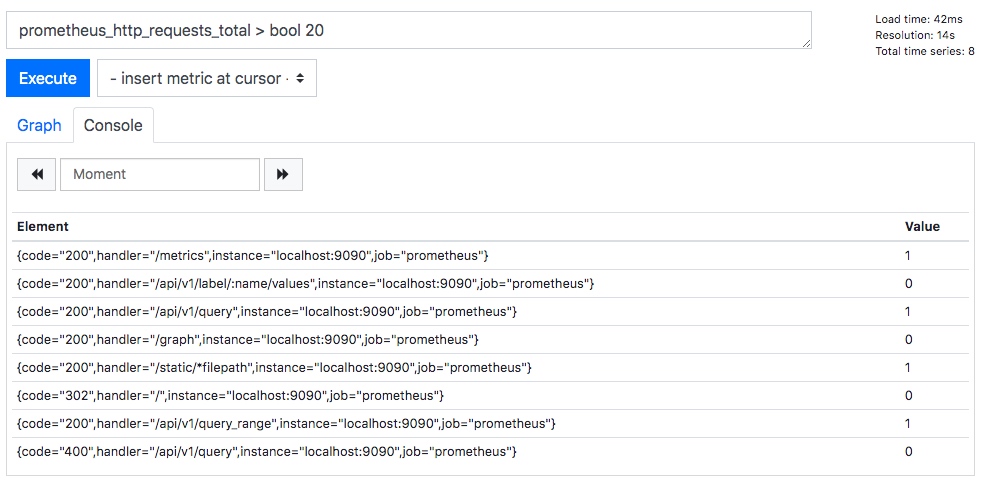 prometheus_http_requests_total > bool 20
Load time: 42ms
Resolution: 14s
Total time series: 8
Execute
- insert metric at cursor -
Graph
Console
Moment
Element Value
{code="200",handler="/metrics",instance="localhost:9090",job="prometheus"} 1
{code="200",handler="/api/v1/label/:name/values",instance="localhost:9090",job="prometheus"} 0
{code="200",handler="/api/v1/query",instance="localhost:9090",job="prometheus"} 1
{code="200",handler="/graph",instance="localhost:9090",job="prometheus"} 0
{code="200",handler="/static/*filepath",instance="localhost:9090",job="prometheus"} 1
{code="302",handler="/",instance="localhost:9090",job="prometheus"} 0
{code="200",handler="/api/v1/query_range",instance="localhost:9090",job="prometheus"} 1
{code="400",handler="/api/v1/query",instance="localhost:9090",job="prometheus"} 0